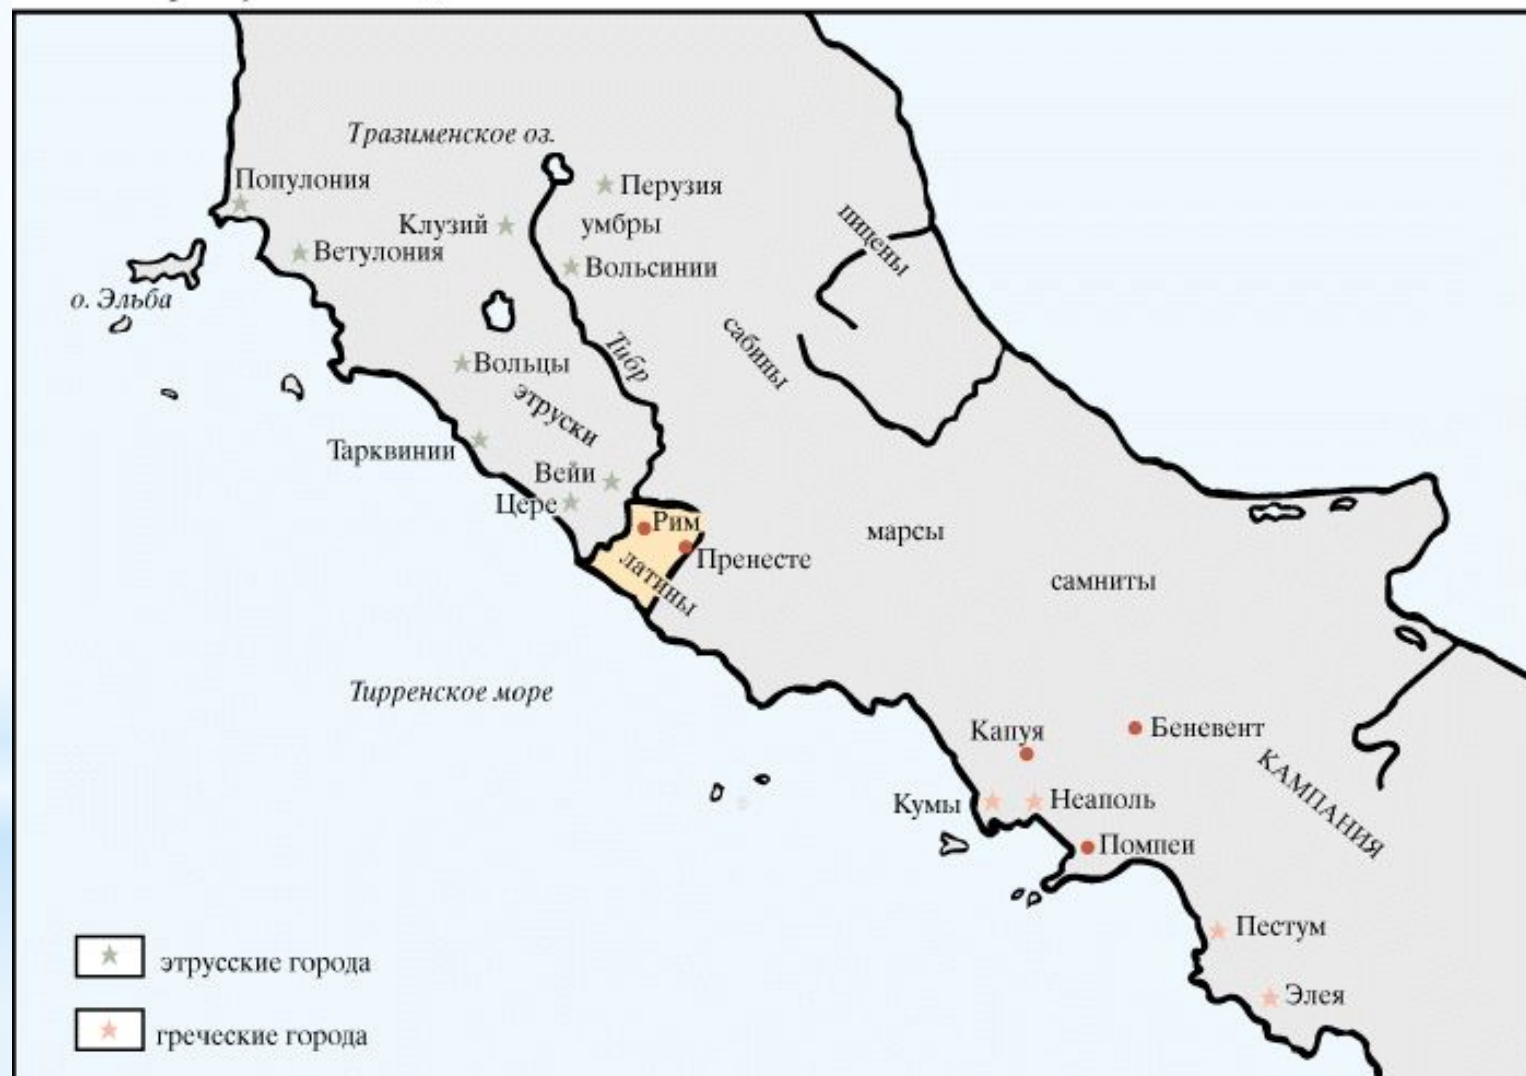 Тразименское оз.
Популония
Перузия
Клузий
умбры
пицены
Ветулония
Вольсинии
о. Эльба
сабины
Тибр
Вольцы
этруски
Тарквинии
Вейи
Цере
Рим
марсы
Пренесте
латины
самниты
Тирренское море
Капуя
Беневент
КАМПАНИЯ
Кумы
Неаполь
Помпеи
Пестум
этрусские города
Элея
греческие города